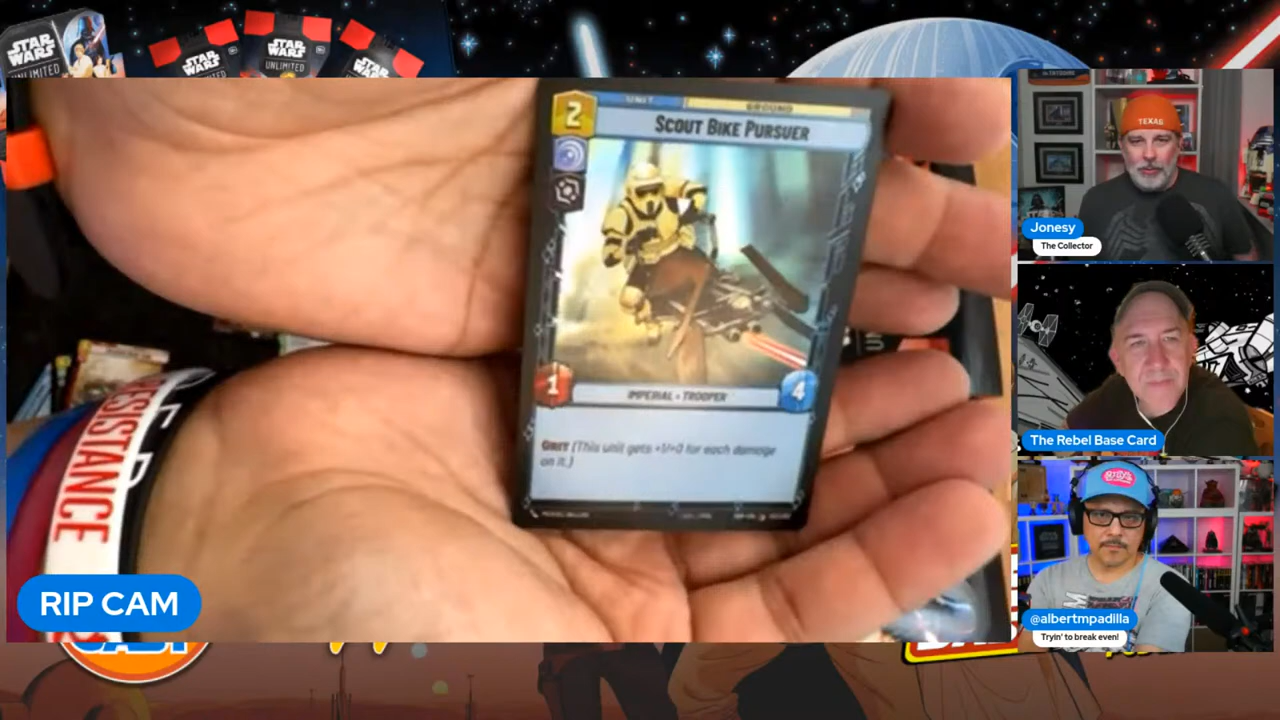 STAR
WARS
UNLIMITED
STAR
WARS
STAR
WARS
UNLIMITED
STAR
WARS
2
UNIT
GROUND
SCOUT BIKE PURSUER
1
IMPERIAL • TROOPER
4
GRIT (This unit gets +1/+0 for each damage
on it.)
RESISTANCE
RIP CAM
TEXAS
Jonesy
The Collector
The Rebel Base Card
@albertmpadilla
Tryin' to break even!